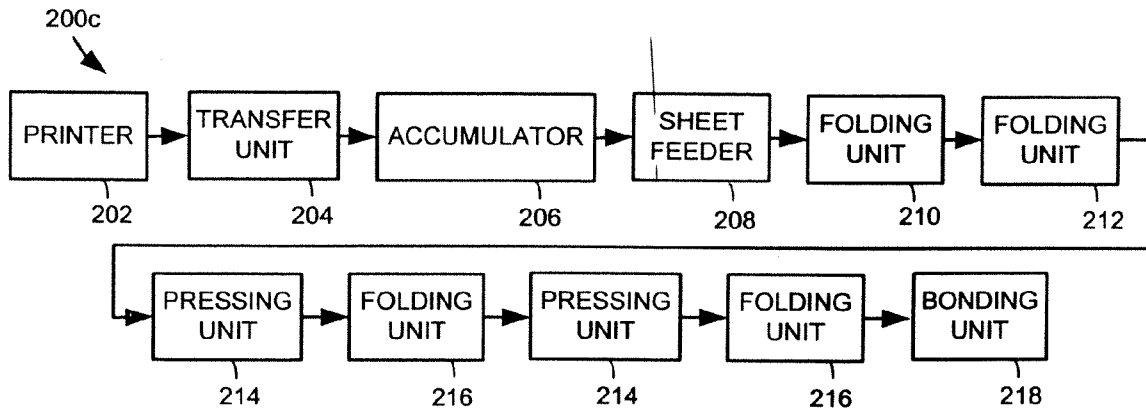 200c
PRINTER
TRANSFER
UNIT
ACCUMULATOR
SHEET
FEEDER
FOLDING
UNIT
FOLDING
UNIT
202
204
206
208
210
212
PRESSING
UNIT
FOLDING
UNIT
PRESSING
UNIT
FOLDING
UNIT
BONDING
UNIT
214
216
214
216
218